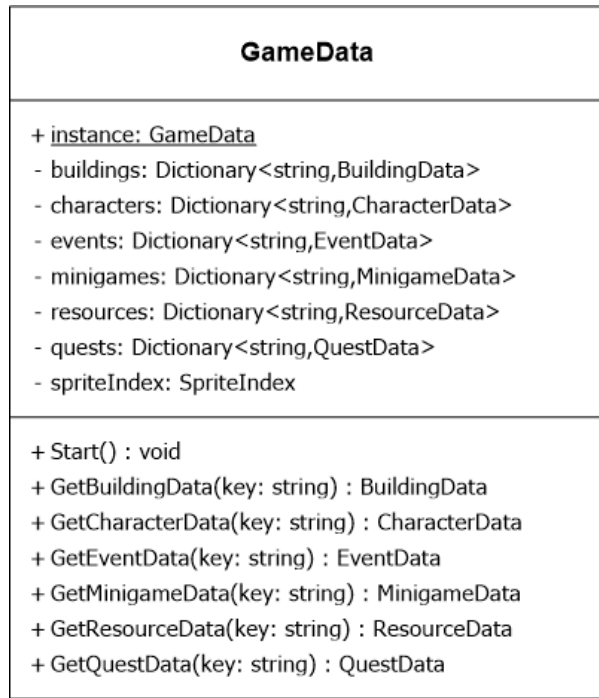 GameData
+ instance: GameData
- buildings: Dictionary<string,BuildingData>
- characters: Dictionary<string,CharacterData>
- events: Dictionary<string,EventData>
- minigames: Dictionary<string,MinigameData>
- resources: Dictionary<string,ResourceData>
- quests: Dictionary<string,QuestData>
- spriteIndex: SpriteIndex
+ Start() : void
+ GetBuildingData(key: string) : BuildingData
+ GetCharacterData(key: string) : CharacterData
+ GetEventData(key: string) : EventData
+ GetMinigameData(key: string) : MinigameData
+ GetResourceData(key: string) : ResourceData
+ GetQuestData(key: string) : QuestData